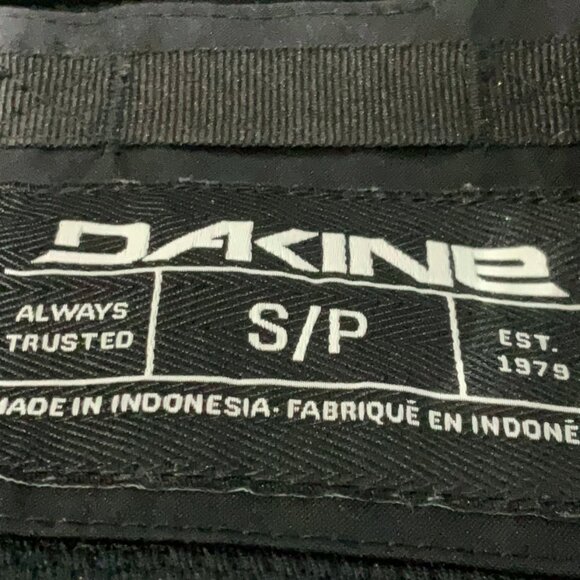 DAKINE
ALWAYS
TRUSTED
S/P
EST.
1979
MADE IN INDONESIA · FABRIQUÉ EN INDONÉ